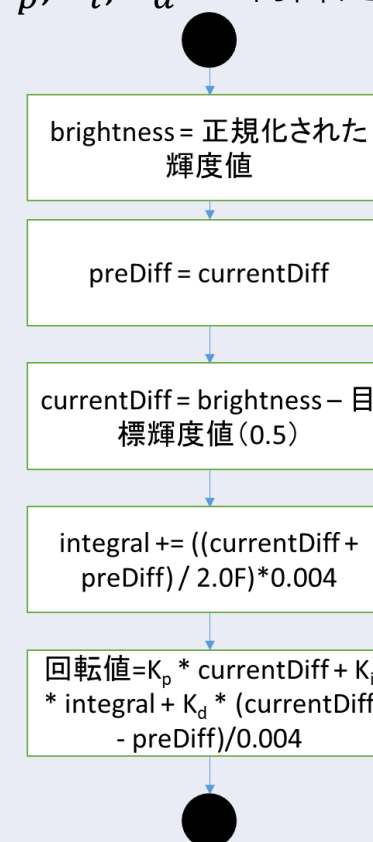 brightness = 正規化された
輝度値
preDiff = currentDiff
currentDiff = brightness – 目
標輝度値（0.5）
integral += ((currentDiff +
preDiff) / 2.0F)*0.004
回転値=Kp * currentDiff + Ki
* integral + Kd * (currentDiff
- preDiff)/0.004